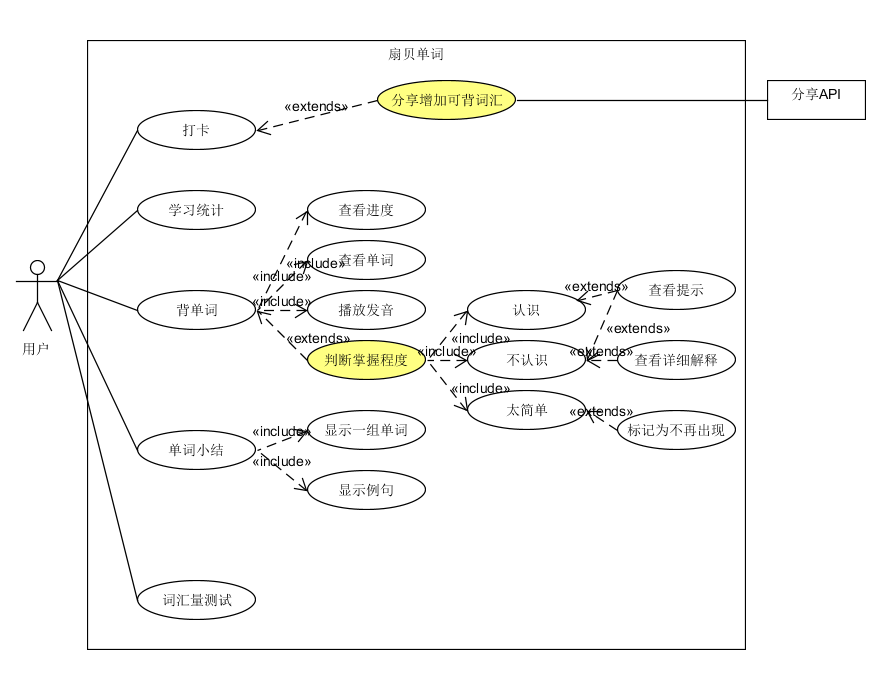 扇贝单词
分享增加可背词汇
分享API
«extends»
打卡
学习统计
查看进度
«include»
查看单词
«include»
背单词
«include»
播放发音
«extends»
判断掌握程度
认识
«extends»
查看提示
«include»
«extends»
«include»
不认识
«extends»
查看详细解释
«include»
太简单
«extends»
标记为不再出现
用户
单词小结
«include»
显示一组单词
«include»
显示例句
词汇量测试